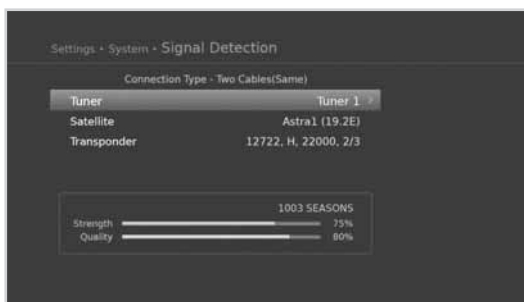 Settings • System • Signal Detection
Connection Type - Two Cables(Same)
Tuner Tuner 1 >
Satellite Astra1 (19.2E)
Transponder 12722, H, 22000, 2/3
1003 SEASONS
Strength 75%
Quality 80%